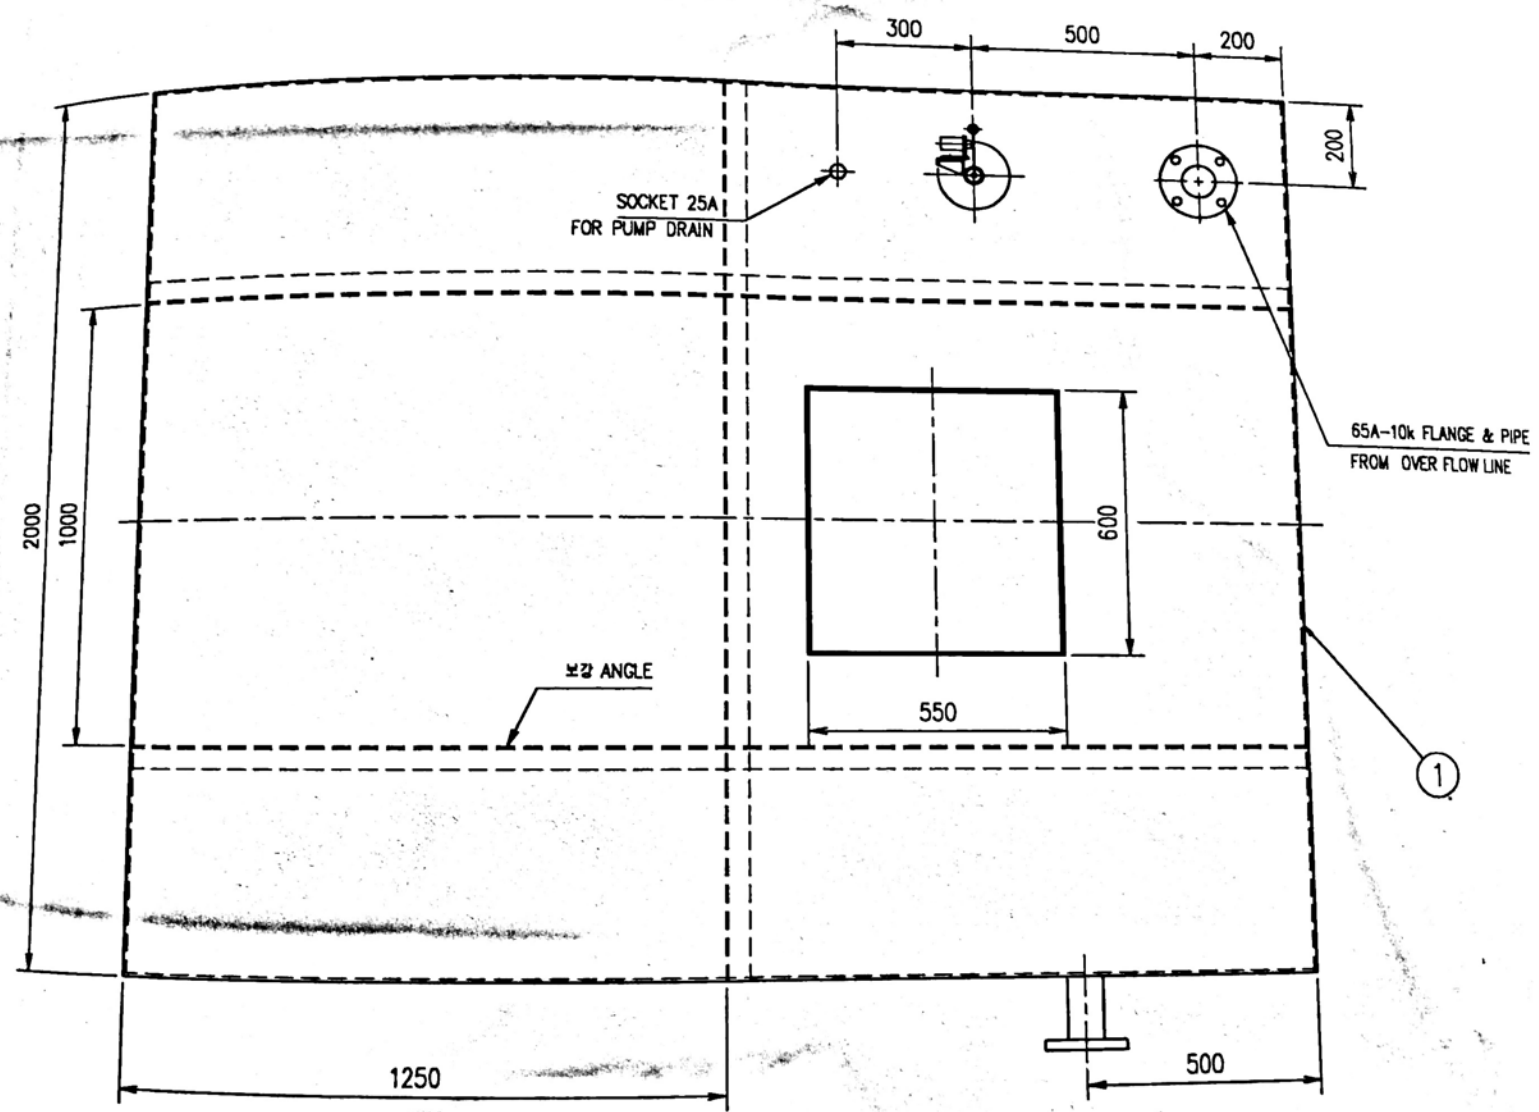 300
500
200
200
SOCKET 25A
FOR PUMP DRAIN
65A-10k FLANGE & PIPE
FROM OVER FLOW LINE
2000
1000
600
보강 ANGLE
550
1
1250
500